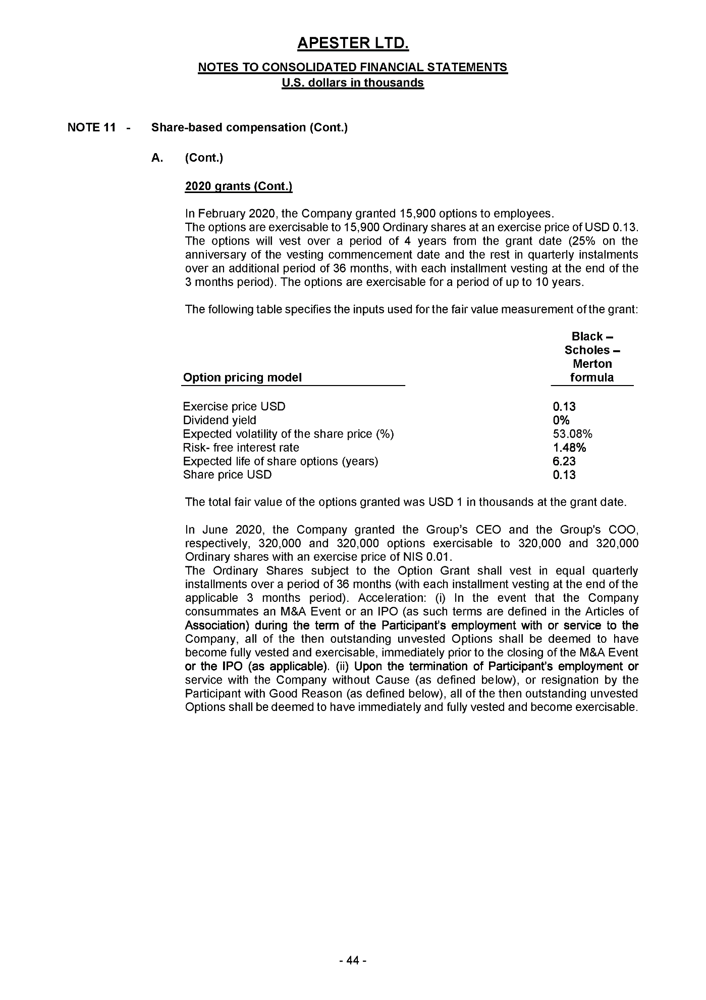 APESTER LTD.
NOTES TO CONSOLIDATED FINANCIAL STATEMENTS
U.S. dollars in thousands
NOTE 11 - Share-based compensation (Cont.)
A. (Cont.)
2020 grants (Cont.)
In February 2020, the Company granted 15,900 options to employees.
The options are exercisable to 15,900 Ordinary shares at an exercise price of USD 0.13.
The options will vest over a period of 4 years from the grant date (25% on the
anniversary of the vesting commencement date and the rest in quarterly instalments
over an additional period of 36 months, with each installment vesting at the end of the
3 months period). The options are exercisable for a period of up to 10 years.
The following table specifies the inputs used for the fair value measurement of the grant:
Black –
Scholes –
Merton
Option pricing model formula
Exercise price USD 0.13
Dividend yield 0%
Expected volatility of the share price (%) 53.08%
Risk- free interest rate 1.48%
Expected life of share options (years) 6.23
Share price USD 0.13
The total fair value of the options granted was USD 1 in thousands at the grant date.
In June 2020, the Company granted the Group’s CEO and the Group's COO,
respectively, 320,000 and 320,000 options exercisable to 320,000 and 320,000
Ordinary shares with an exercise price of NIS 0.01.
The Ordinary Shares subject to the Option Grant shall vest in equal quarterly
installments over a period of 36 months (with each installment vesting at the end of the
applicable 3 months period). Acceleration: (i) In the event that the Company
consummates an M&A Event or an IPO (as such terms are defined in the Articles of
Association) during the term of the Participant’s employment with or service to the
Company, all of the then outstanding unvested Options shall be deemed to have
become fully vested and exercisable, immediately prior to the closing of the M&A Event
or the IPO (as applicable). (ii) Upon the termination of Participant’s employment or
service with the Company without Cause (as defined below), or resignation by the
Participant with Good Reason (as defined below), all of the then outstanding unvested
Options shall be deemed to have immediately and fully vested and become exercisable.
- 44 -